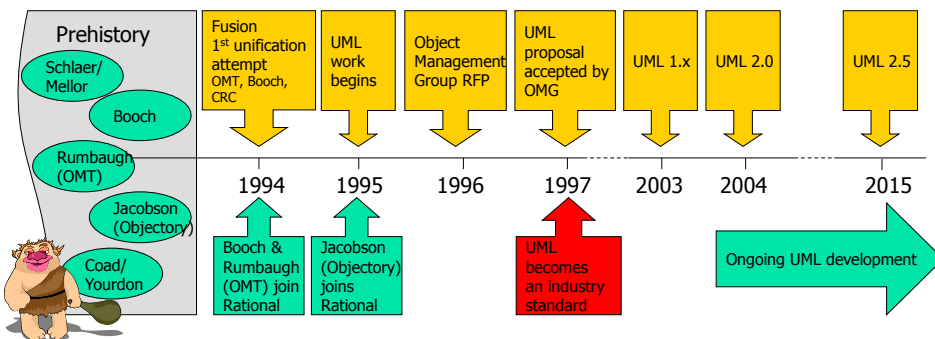 Prehistory
Schlaer/
Mellor
Booch
Rumbaugh
(OMT)
Jacobson
(Objectory)
Coad/
Yourdon
Fusion
1st unification
attempt
OMT, Booch,
CRC
UML
work
begins
Object
Management
Group RFP
UML
proposal
accepted by
OMG
UML 1.x
UML 2.0
UML 2.5
1994
1995
1996
1997
2003
2004
2015
Booch &
Rumbaugh
(OMT) join
Rational
Jacobson
(Objectory)
joins
Rational
UML
becomes
an industry
standard
Ongoing UML development